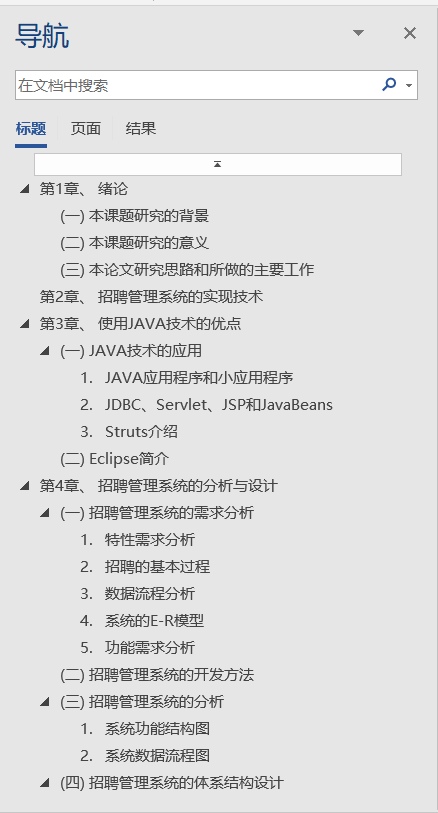 导航
在文档中搜索
标题 页面 结果
第1章、 绪论
(一) 本课题研究的背景
(二) 本课题研究的意义
(三) 本论文研究思路和所做的主要工作
第2章、 招聘管理系统的实现技术
第3章、 使用JAVA技术的优点
(一) JAVA技术的应用
1. JAVA应用程序和小应用程序
2. JDBC、Servlet、JSP和JavaBeans
3. Struts介绍
(二) Eclipse简介
第4章、 招聘管理系统的分析与设计
(一) 招聘管理系统的需求分析
1. 特性需求分析
2. 招聘的基本过程
3. 数据流程分析
4. 系统的E-R模型
5. 功能需求分析
(二) 招聘管理系统的开发方法
(三) 招聘管理系统的分析
1. 系统功能结构图
2. 系统数据流程图
(四) 招聘管理系统的体系结构设计